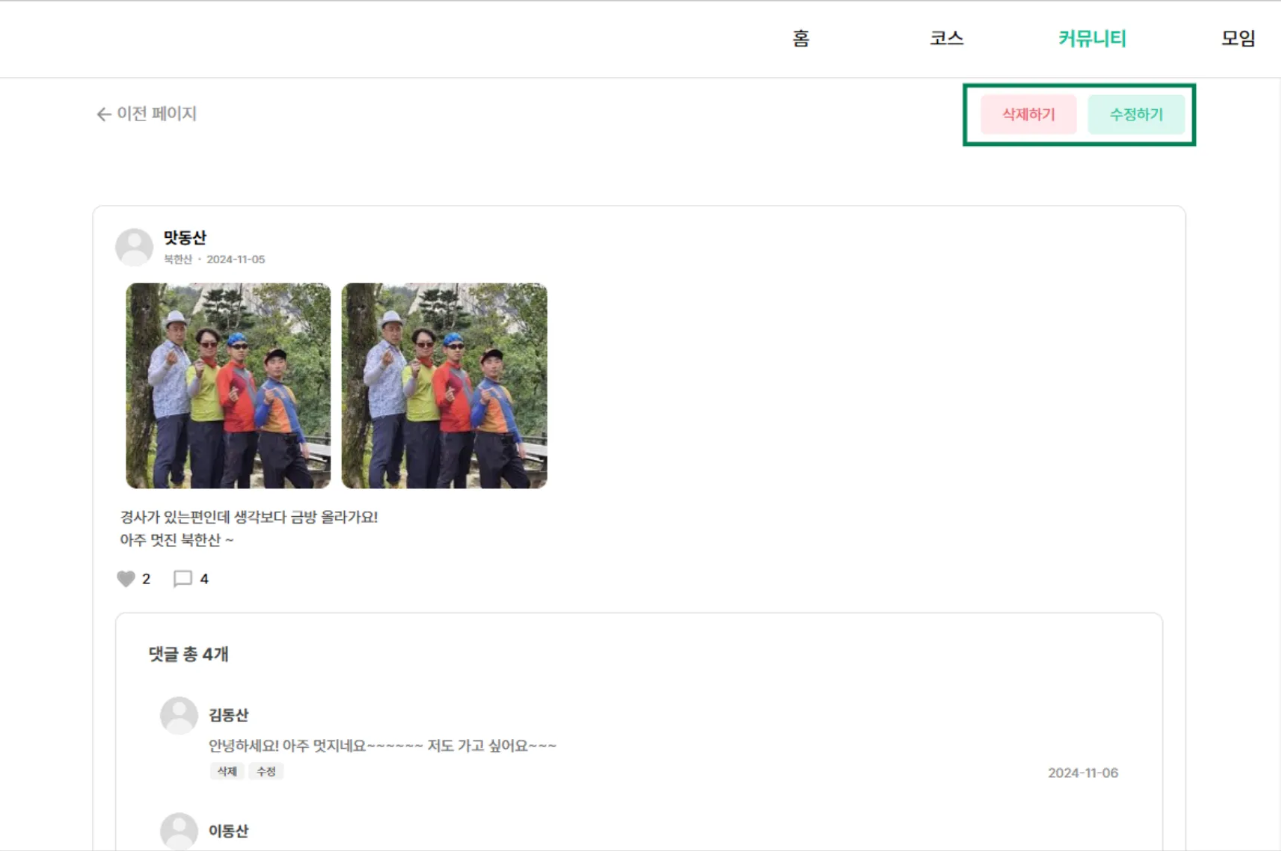 홈 코스 커뮤니티 모임
← 이전 페이지 삭제하기 수정하기
맛동산
북한산 · 2024-11-05
경사가 있는편인데 생각보다 금방 올라가요!
아주 멋진 북한산 ~
2 4
댓글 총 4개
김동산
안녕하세요! 아주 멋지네요~~~~~~ 저도 가고 싶어요~~~
삭제 수정 2024-11-06
이동산